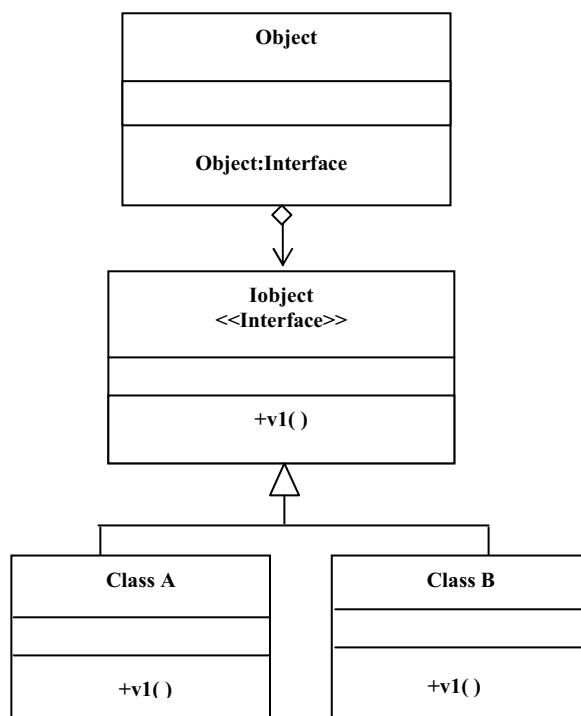 Object
Object:Interface
Iobject
<<Interface>>
+v1( )
Class A
+v1( )
Class B
+v1( )